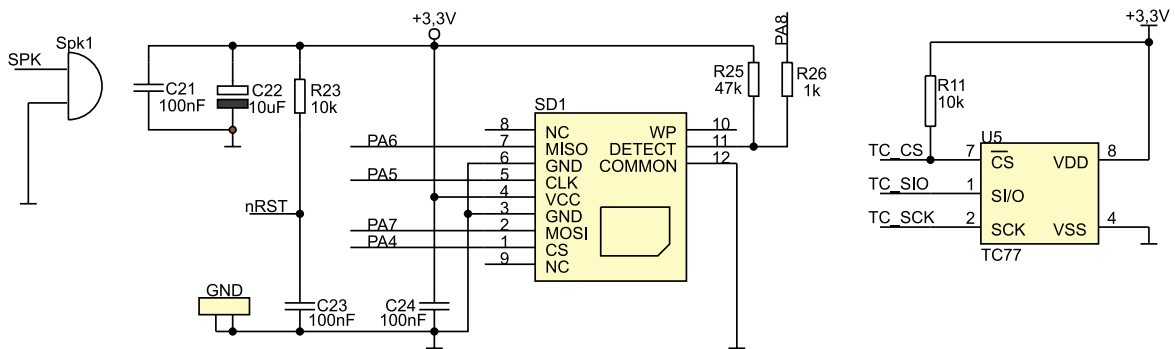 Spk1
SPK
+3,3V
C21
100nF
C22
10uF
R23
10k
nRST
GND
C23
100nF
C24
100nF
PA6
PA5
PA7
PA4
SD1
8 NC
7 MISO
6 GND
5 CLK
4 VCC
3 GND
2 MOSI
1 CS
9 NC
WP 10
DETECT 11
COMMON 12
R25
47k
PA8
R26
1k
+3,3V
R11
10k
U5
TC_CS 7 CS VDD 8
TC_SIO 1 SI/O
TC_SCK 2 SCK VSS 4
TC77